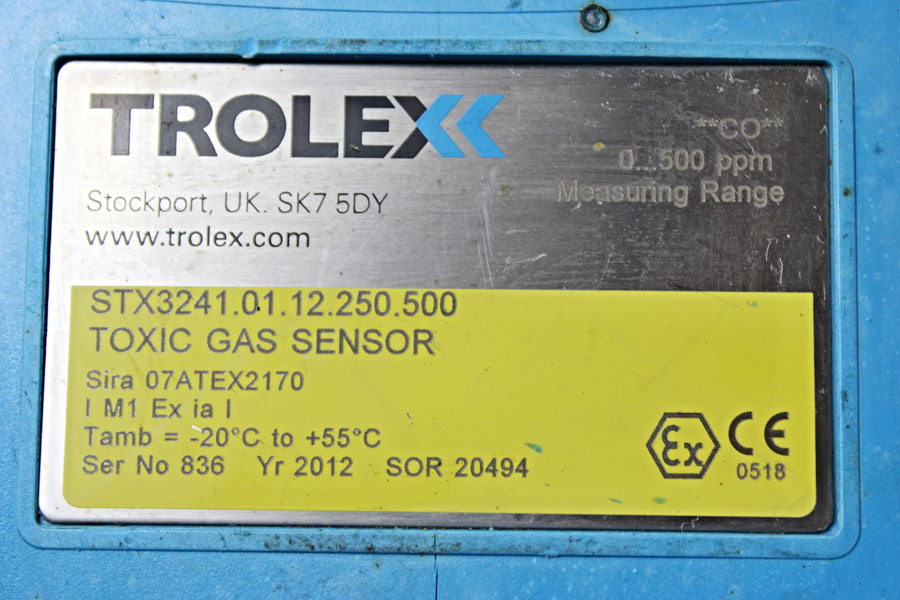 TROLEX
Stockport, UK. SK7 5DY
www.trolex.com
**CO**
0...500 ppm
Measuring Range
STX3241.01.12.250.500
TOXIC GAS SENSOR
Sira 07ATEX2170
I M1 Ex ia I
Tamb = -20°C to +55°C
Ser No 836 Yr 2012 SOR 20494
Ex CE
0518